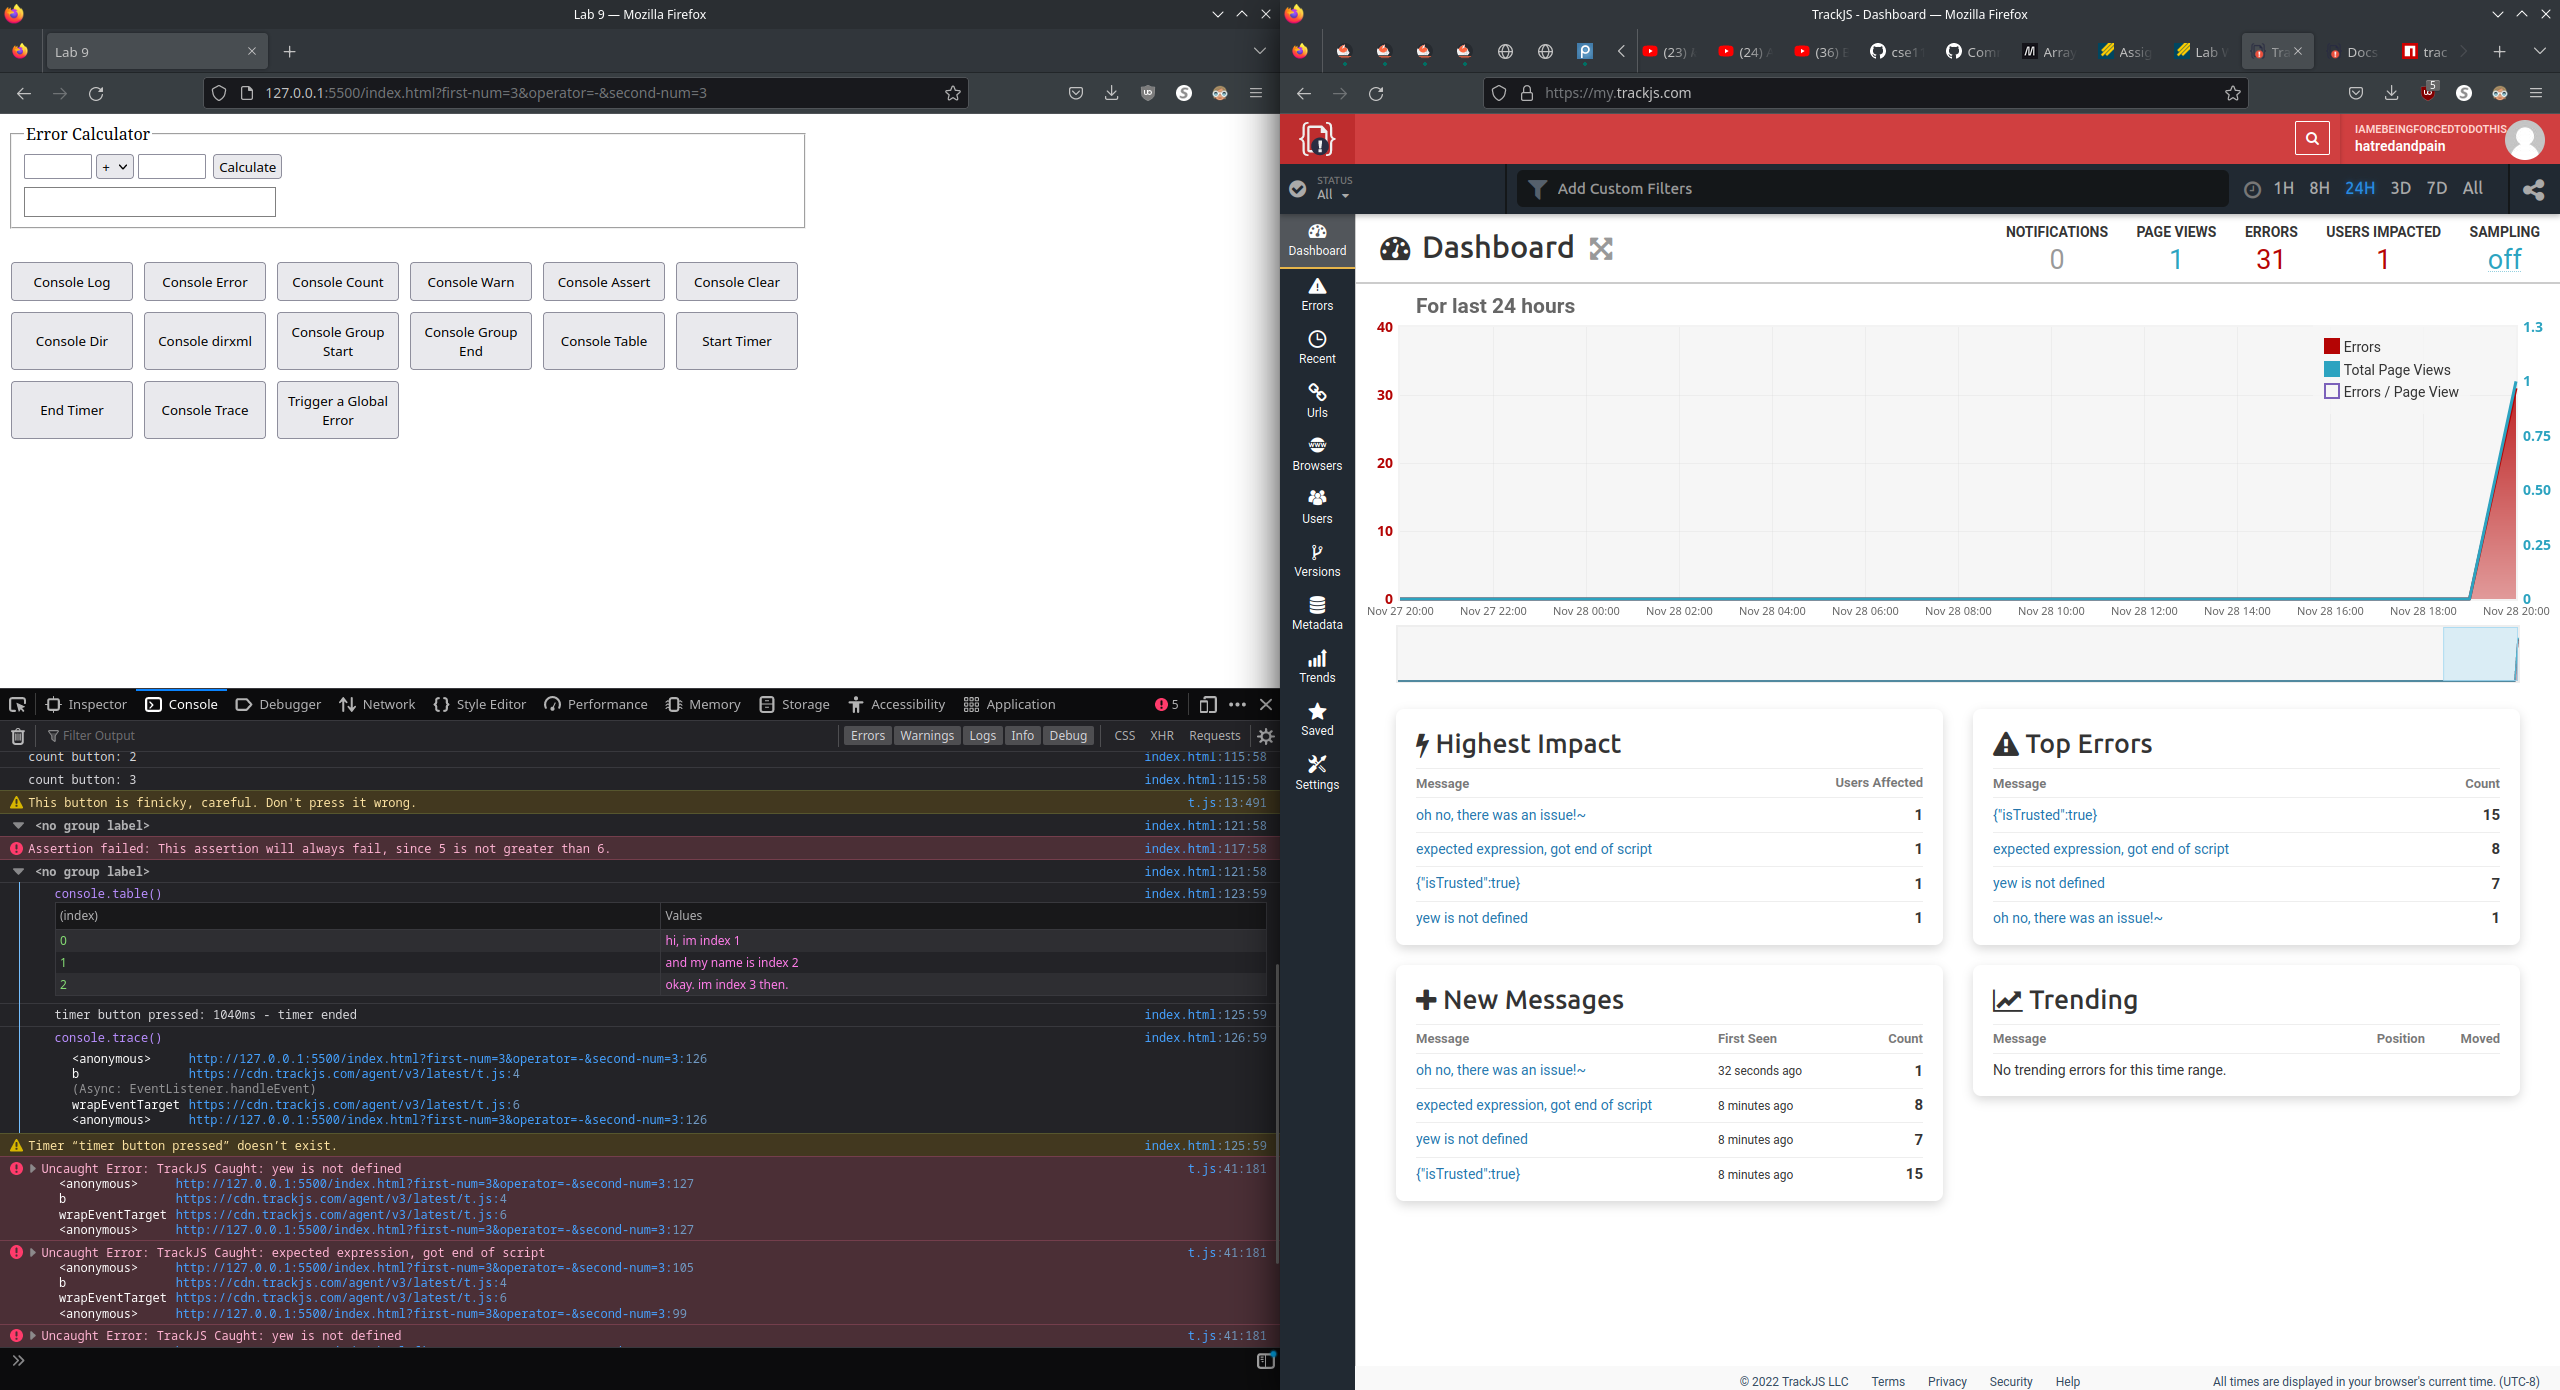 Lab 9 — Mozilla Firefox
Lab 9
127.0.0.1:5500/index.html?first-num=3&operator=-&second-num=3
Error Calculator
+ Calculate
Console Log Console Error Console Count Console Warn Console Assert Console Clear
Console Dir Console dirxml Console Group Start Console Group End Console Table Start Timer
End Timer Console Trace Trigger a Global Error
Inspector Console Debugger Network Style Editor Performance Memory Storage Accessibility Application 5
Filter Output Errors Warnings Logs Info Debug CSS XHR Requests
count button: 2 index.html:115:58
count button: 3 index.html:115:58
This button is finicky, careful. Don't press it wrong. t.js:13:491
<no group label> index.html:121:58
Assertion failed: This assertion will always fail, since 5 is not greater than 6. index.html:117:58
<no group label> index.html:121:58
console.table() index.html:123:59
(index) Values
0 hi, im index 1
1 and my name is index 2
2 okay. im index 3 then.
timer button pressed: 1040ms - timer ended index.html:125:59
console.trace() index.html:126:59
<anonymous> http://127.0.0.1:5500/index.html?first-num=3&operator=-&second-num=3:126
b https://cdn.trackjs.com/agent/v3/latest/t.js:4
(Async: EventListener.handleEvent)
wrapEventTarget https://cdn.trackjs.com/agent/v3/latest/t.js:6
<anonymous> http://127.0.0.1:5500/index.html?first-num=3&operator=-&second-num=3:126
Timer “timer button pressed” doesn’t exist. index.html:125:59
Uncaught Error: TrackJS Caught: yew is not defined t.js:41:181
<anonymous> http://127.0.0.1:5500/index.html?first-num=3&operator=-&second-num=3:127
b https://cdn.trackjs.com/agent/v3/latest/t.js:4
wrapEventTarget https://cdn.trackjs.com/agent/v3/latest/t.js:6
<anonymous> http://127.0.0.1:5500/index.html?first-num=3&operator=-&second-num=3:127
Uncaught Error: TrackJS Caught: expected expression, got end of script t.js:41:181
<anonymous> http://127.0.0.1:5500/index.html?first-num=3&operator=-&second-num=3:105
b https://cdn.trackjs.com/agent/v3/latest/t.js:4
wrapEventTarget https://cdn.trackjs.com/agent/v3/latest/t.js:6
<anonymous> http://127.0.0.1:5500/index.html?first-num=3&operator=-&second-num=3:99
Uncaught Error: TrackJS Caught: yew is not defined t.js:41:181
TrackJS - Dashboard — Mozilla Firefox
(23) (24) (36) cse1 Com Array Assig Lab Tra Docs trac
https://my.trackjs.com 5
IAMEBEINGFORCEDTODOTHIS
hatredandpain
STATUS
All
Add Custom Filters 1H 8H 24H 3D 7D All
Dashboard
Errors
Recent
Urls
Browsers
Users
Versions
Metadata
Trends
Saved
Settings
Dashboard
NOTIFICATIONS PAGE VIEWS ERRORS USERS IMPACTED SAMPLING
0 1 31 1 off
For last 24 hours
40 1.3
Errors
Total Page Views
1
30 Errors / Page View
0.75
20
0.50
10 0.25
0 0
Nov 27 20:00 Nov 27 22:00 Nov 28 00:00 Nov 28 02:00 Nov 28 04:00 Nov 28 06:00 Nov 28 08:00 Nov 28 10:00 Nov 28 12:00 Nov 28 14:00 Nov 28 16:00 Nov 28 18:00 Nov 28 20:00
Highest Impact
Message Users Affected
oh no, there was an issue!~ 1
expected expression, got end of script 1
{"isTrusted":true} 1
yew is not defined 1
Top Errors
Message Count
{"isTrusted":true} 15
expected expression, got end of script 8
yew is not defined 7
oh no, there was an issue!~ 1
New Messages
Message First Seen Count
oh no, there was an issue!~ 32 seconds ago 1
expected expression, got end of script 8 minutes ago 8
yew is not defined 8 minutes ago 7
{"isTrusted":true} 8 minutes ago 15
Trending
Message Position Moved
No trending errors for this time range.
© 2022 TrackJS LLC Terms Privacy Security Help All times are displayed in your browser's current time. (UTC-8)